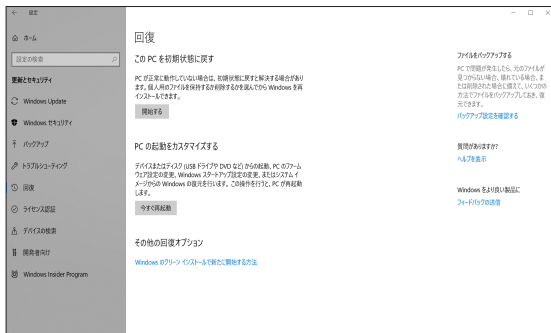 設定
ホーム
設定の検索
更新とセキュリティ
Windows Update
Windows セキュリティ
バックアップ
トラブルシューティング
回復
ライセンス認証
デバイスの検索
開発者向け
Windows Insider Program
回復
この PC を初期状態に戻す
PC が正常に動作していない場合は、初期状態に戻すと解決する場合があり
ます。個人用のファイルを保持するか削除するかを選んでから Windows を再
インストールできます。
開始する
PC の起動をカスタマイズする
デバイスまたはディスク (USB ドライブや DVD など) からの起動、PC のファーム
ウェア設定の変更、Windows スタートアップ設定の変更、またはシステム イ
メージからの Windows の復元を行います。この操作を行うと、PC が再起動
します。
今すぐ再起動
その他の回復オプション
Windows のクリーン インストールで新たに開始する方法
ファイルをバックアップする
PC で問題が発生したら、元のファイルが
見つからない場合、壊れている場合、ま
たは削除された場合に備えて、いくつかの
方法でファイルをバックアップしておき、復
元できます。
バックアップ設定を確認する
質問がありますか?
ヘルプを表示
Windows をより良い製品に
フィードバックの送信